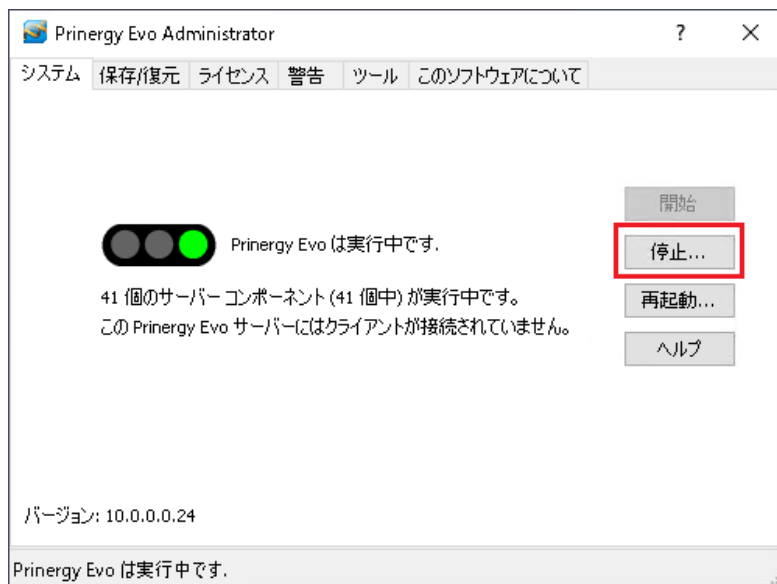 Prinergy Evo Administrator
? ×
システム 保存/復元 ライセンス 警告 ツール このソフトウェアについて
開始
Prinergy Evo は実行中です.
停止...
41 個のサーバー コンポーネント (41 個中) が実行中です。
再起動...
この Prinergy Evo サーバーにはクライアントが接続されていません。
ヘルプ
バージョン: 10.0.0.0.24
Prinergy Evo は実行中です.